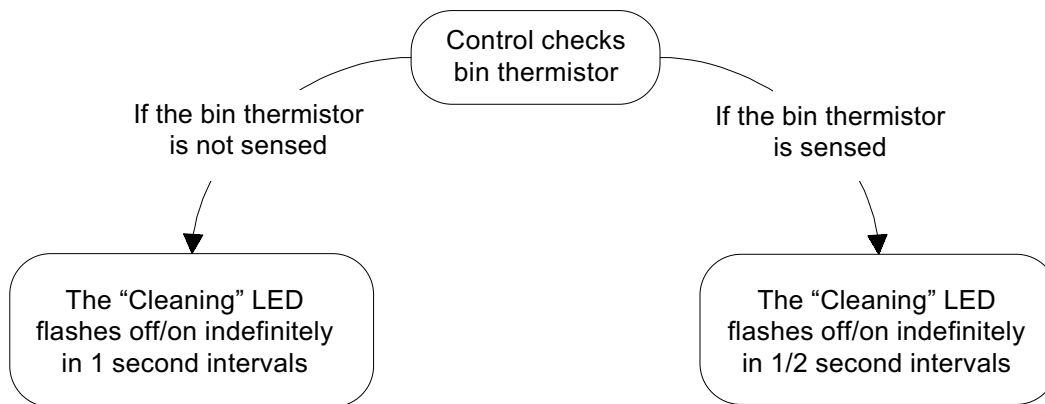 Control checks
bin thermistor
If the bin thermistor
is not sensed
If the bin thermistor
is sensed
The “Cleaning” LED
flashes off/on indefinitely
in 1 second intervals
The “Cleaning” LED
flashes off/on indefinitely
in 1/2 second intervals